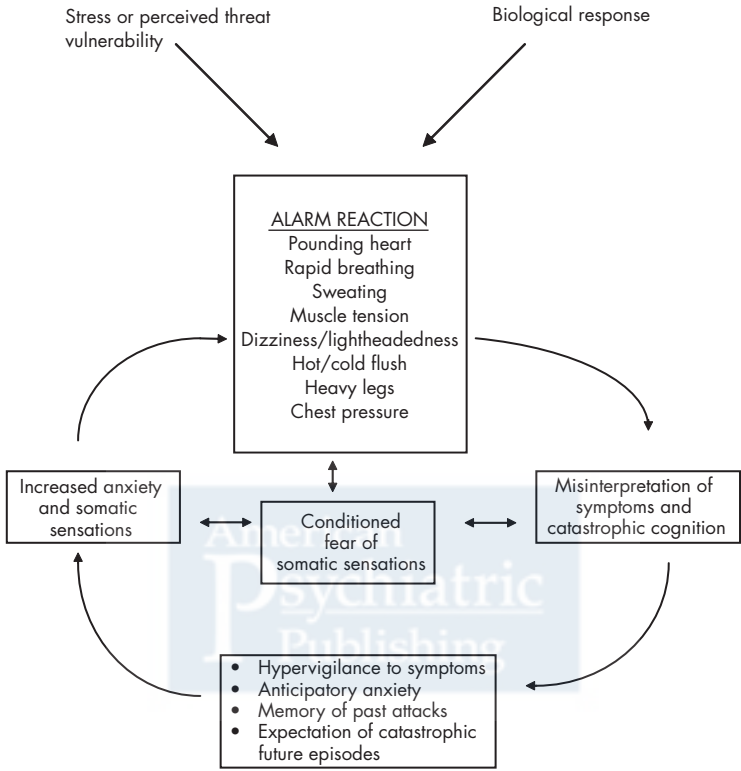 Stress or perceived threat
vulnerability
Biological response
ALARM REACTION
Pounding heart
Rapid breathing
Sweating
Muscle tension
Dizziness/lightheadedness
Hot/cold flush
Heavy legs
Chest pressure
Increased anxiety
and somatic
sensations
Conditioned
fear of
somatic sensations
Misinterpretation of
symptoms and
catastrophic cognition
American
Psychiatric
Publishing
• Hypervigilance to symptoms
• Anticipatory anxiety
• Memory of past attacks
• Expectation of catastrophic
future episodes